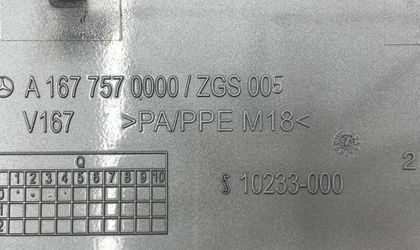 A 167 757 0000 / ZGS 005
V167 >PA/PPE M18<
Q
1 2 3 4 5 6 7 8 9 10
S 10233-000
2